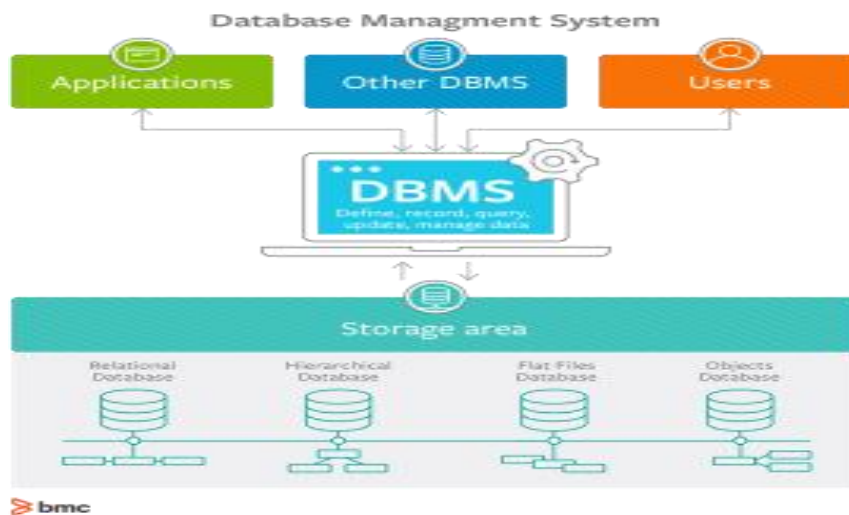 Database Managment System
Applications
Other DBMS
Users
DBMS
Define, record, query,
update, manage data
Storage area
Relational
Database
Hierarchical
Database
Flat Files
Database
Objects
Database
bmc